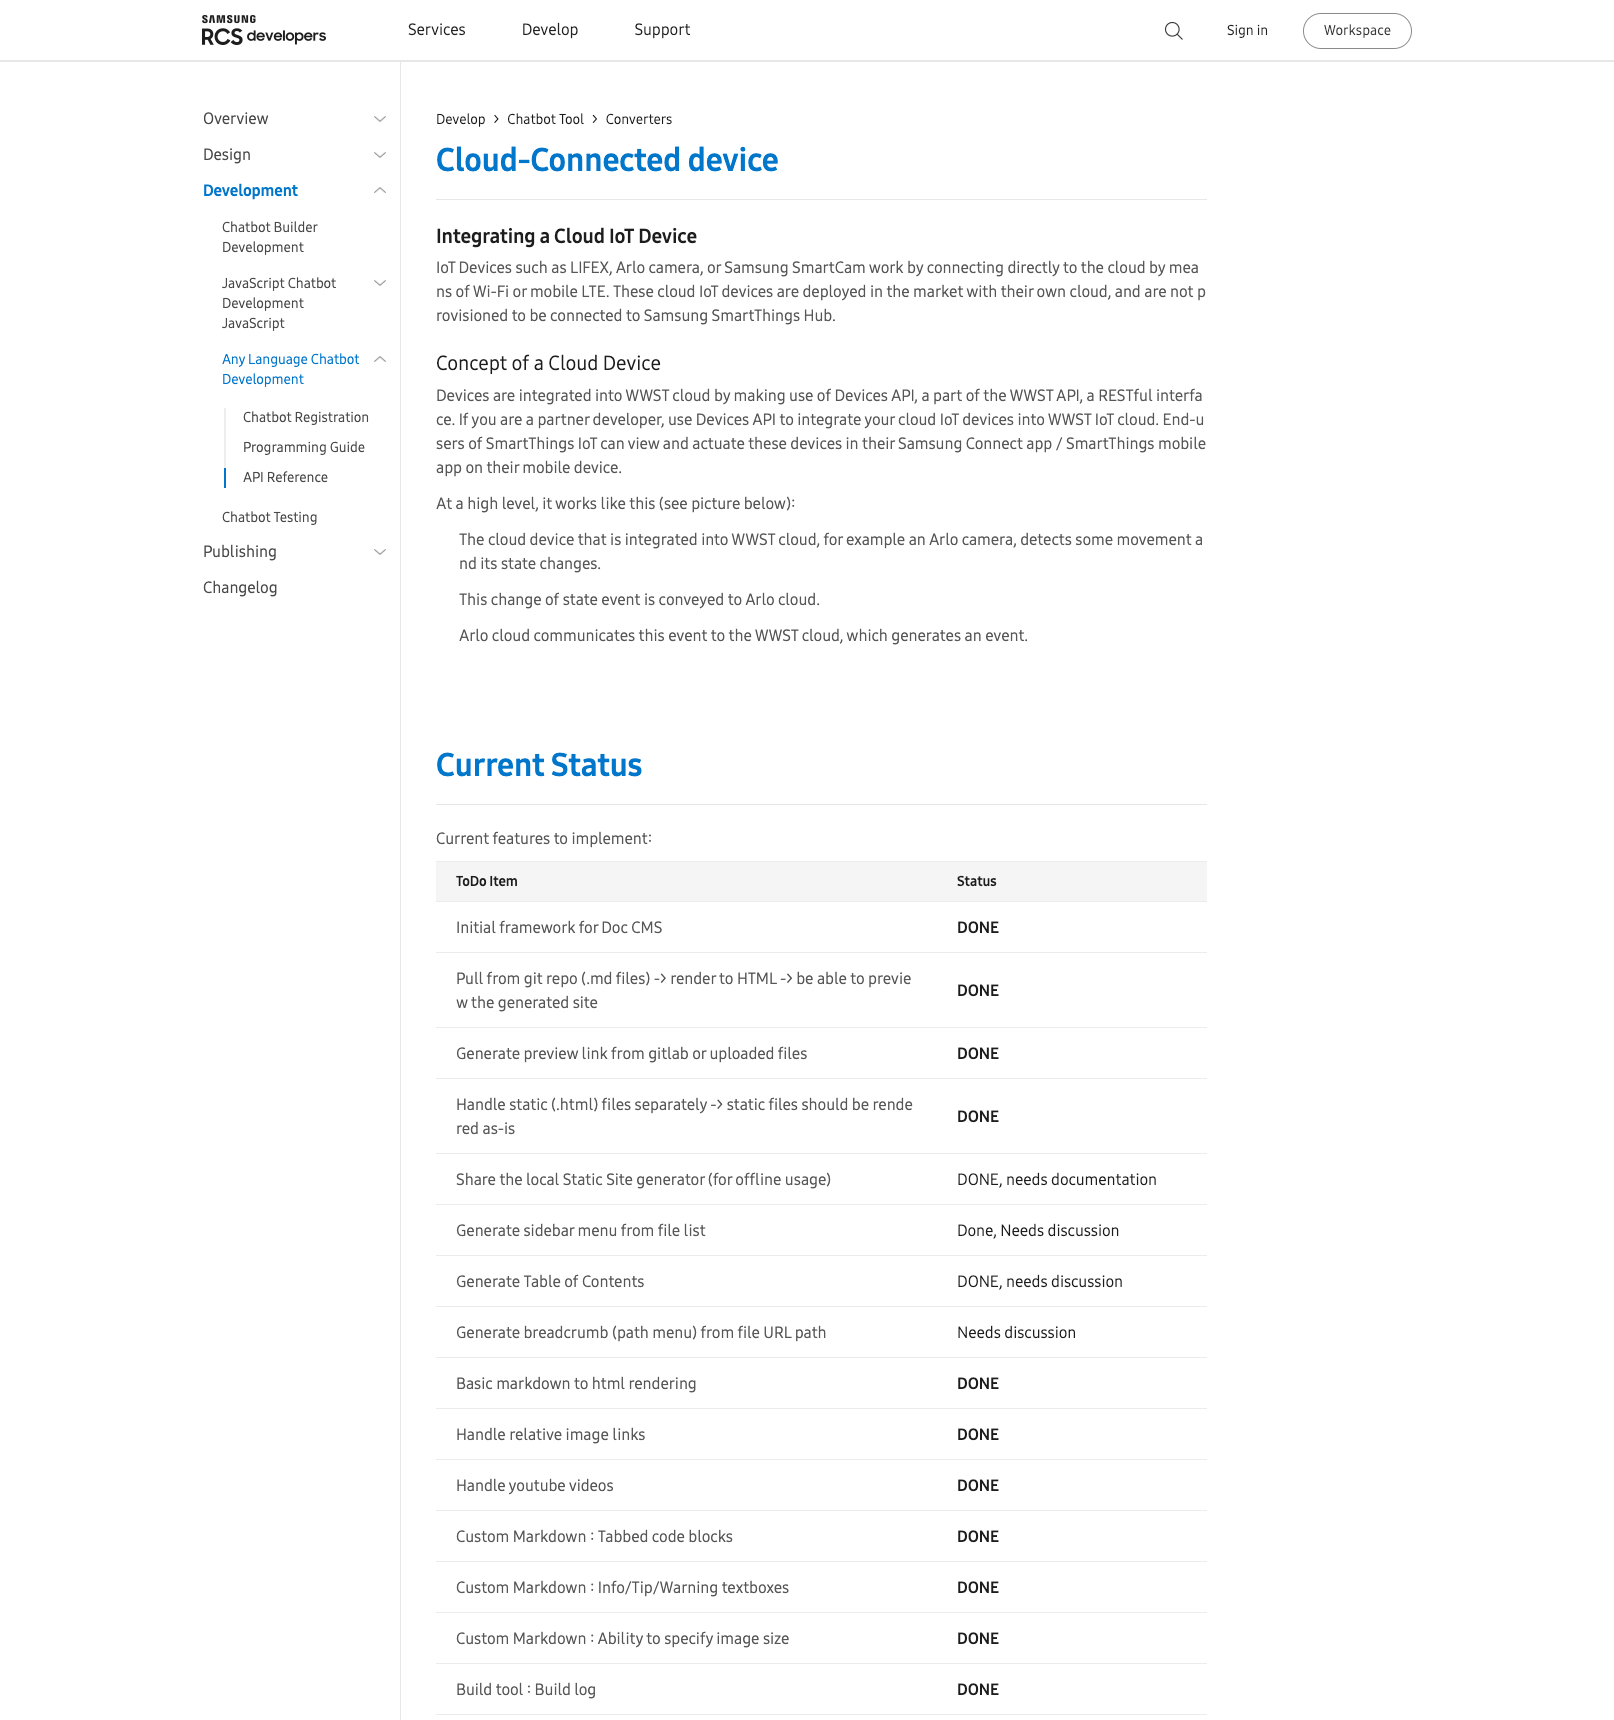 SAMSUNG
RCS developers
Services
Develop
Support
Sign in
Workspace
Overview
Design
Development
Chatbot Builder
Development
JavaScript Chatbot
Development
JavaScript
Any Language Chatbot
Development
Chatbot Registration
Programming Guide
API Reference
Chatbot Testing
Publishing
Changelog
Develop > Chatbot Tool > Converters
Cloud-Connected device
Integrating a Cloud IoT Device
IoT Devices such as LIFEX, Arlo camera, or Samsung SmartCam work by connecting directly to the cloud by mea
ns of Wi-Fi or mobile LTE. These cloud IoT devices are deployed in the market with their own cloud, and are not p
rovisioned to be connected to Samsung SmartThings Hub.
Concept of a Cloud Device
Devices are integrated into WWST cloud by making use of Devices API, a part of the WWST API, a RESTful interfa
ce. If you are a partner developer, use Devices API to integrate your cloud IoT devices into WWST IoT cloud. End-u
sers of SmartThings IoT can view and actuate these devices in their Samsung Connect app / SmartThings mobile
app on their mobile device.
At a high level, it works like this (see picture below):
The cloud device that is integrated into WWST cloud, for example an Arlo camera, detects some movement a
nd its state changes.
This change of state event is conveyed to Arlo cloud.
Arlo cloud communicates this event to the WWST cloud, which generates an event.
Current Status
Current features to implement:
ToDo Item Status
Initial framework for Doc CMS DONE
Pull from git repo (.md files) -> render to HTML -> be able to previe
w the generated site DONE
Generate preview link from gitlab or uploaded files DONE
Handle static (.html) files separately -> static files should be rende
red as-is DONE
Share the local Static Site generator (for offline usage) DONE, needs documentation
Generate sidebar menu from file list Done, Needs discussion
Generate Table of Contents DONE, needs discussion
Generate breadcrumb (path menu) from file URL path Needs discussion
Basic markdown to html rendering DONE
Handle relative image links DONE
Handle youtube videos DONE
Custom Markdown : Tabbed code blocks DONE
Custom Markdown : Info/Tip/Warning textboxes DONE
Custom Markdown : Ability to specify image size DONE
Build tool : Build log DONE